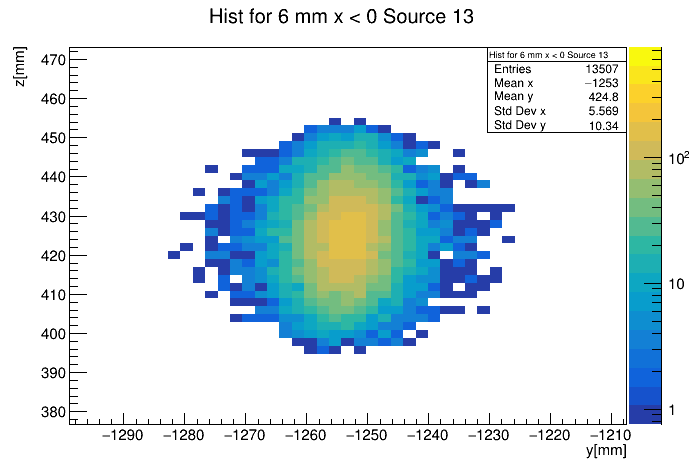 Hist for 6 mm x < 0 Source 13
z[mm]
Hist for 6 mm x < 0 Source 13
Entries 13507
Mean x −1253
Mean y 424.8
Std Dev x 5.569
Std Dev y 10.34
470
460
450
440
430
420
410
400
390
380
10²
10
1
−1290 −1280 −1270 −1260 −1250 −1240 −1230 −1220 −1210
y[mm]